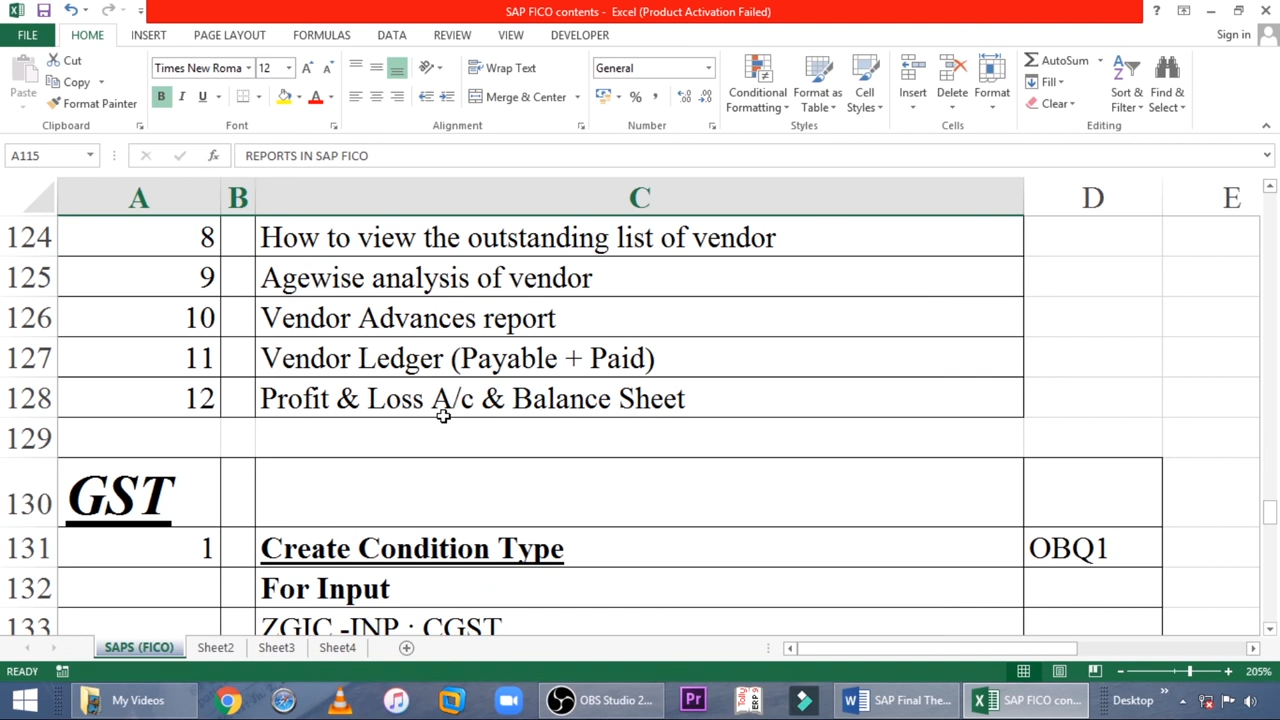 SAP FICO contents - Excel (Product Activation Failed)
FILE HOME INSERT PAGE LAYOUT FORMULAS DATA REVIEW VIEW DEVELOPER Sign in
Paste Cut Copy Format Painter Clipboard
Times New Roma 12 B I U A Font
Wrap Text Merge & Center Alignment
General % Number
Conditional Formatting Format as Table Cell Styles Styles
Insert Delete Format Cells
AutoSum Fill Clear Sort & Filter Find & Select Editing
A115 fx REPORTS IN SAP FICO
A B C D E
124 8 How to view the outstanding list of vendor
125 9 Agewise analysis of vendor
126 10 Vendor Advances report
127 11 Vendor Ledger (Payable + Paid)
128 12 Profit & Loss A/c & Balance Sheet
129
130 GST
131 1 Create Condition Type OBQ1
132 For Input
133 ZGIC -INP : CGST
SAPS (FICO) Sheet2 Sheet3 Sheet4
READY 205%
My Videos OBS Studio 2... Pr Tally ERP 9 SAP Final The... SAP FICO con... Desktop